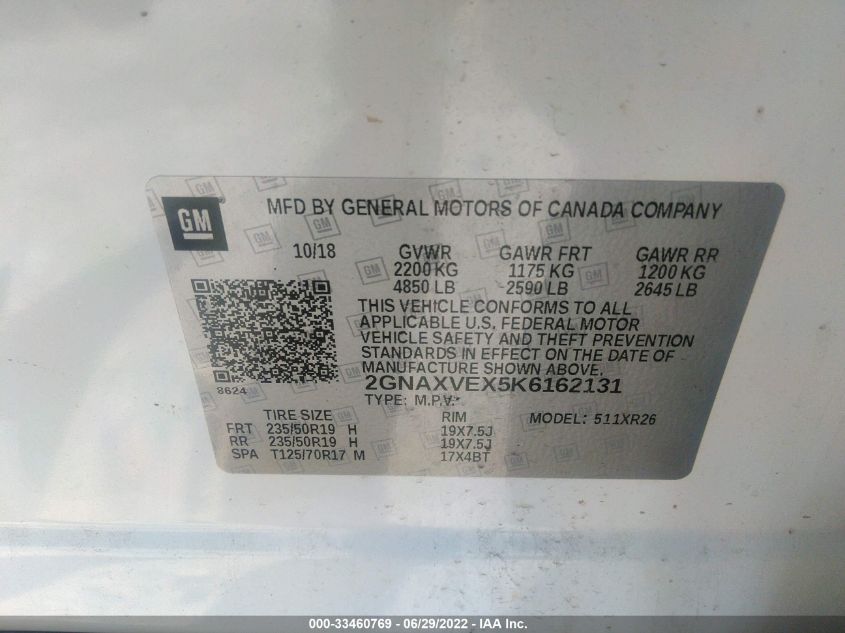 GM
MFD BY GENERAL MOTORS OF CANADA COMPANY
10/18 GVWR GAWR FRT GAWR RR
2200 KG 1175 KG 1200 KG
4850 LB 2590 LB 2645 LB
THIS VEHICLE CONFORMS TO ALL
APPLICABLE U.S. FEDERAL MOTOR
VEHICLE SAFETY AND THEFT PREVENTION
STANDARDS IN EFFECT ON THE DATE OF
MANUFACTURE SHOWN ABOVE.
8624
2GNAXVEX5K6162131
TYPE: M.P.V.*
TIRE SIZE RIM MODEL: 511XR26
FRT 235/50R19 H 19X7.5J
RR 235/50R19 H 19X7.5J
SPA T125/70R17 M 17X4BT
000-33460769 - 06/29/2022 - IAA Inc.